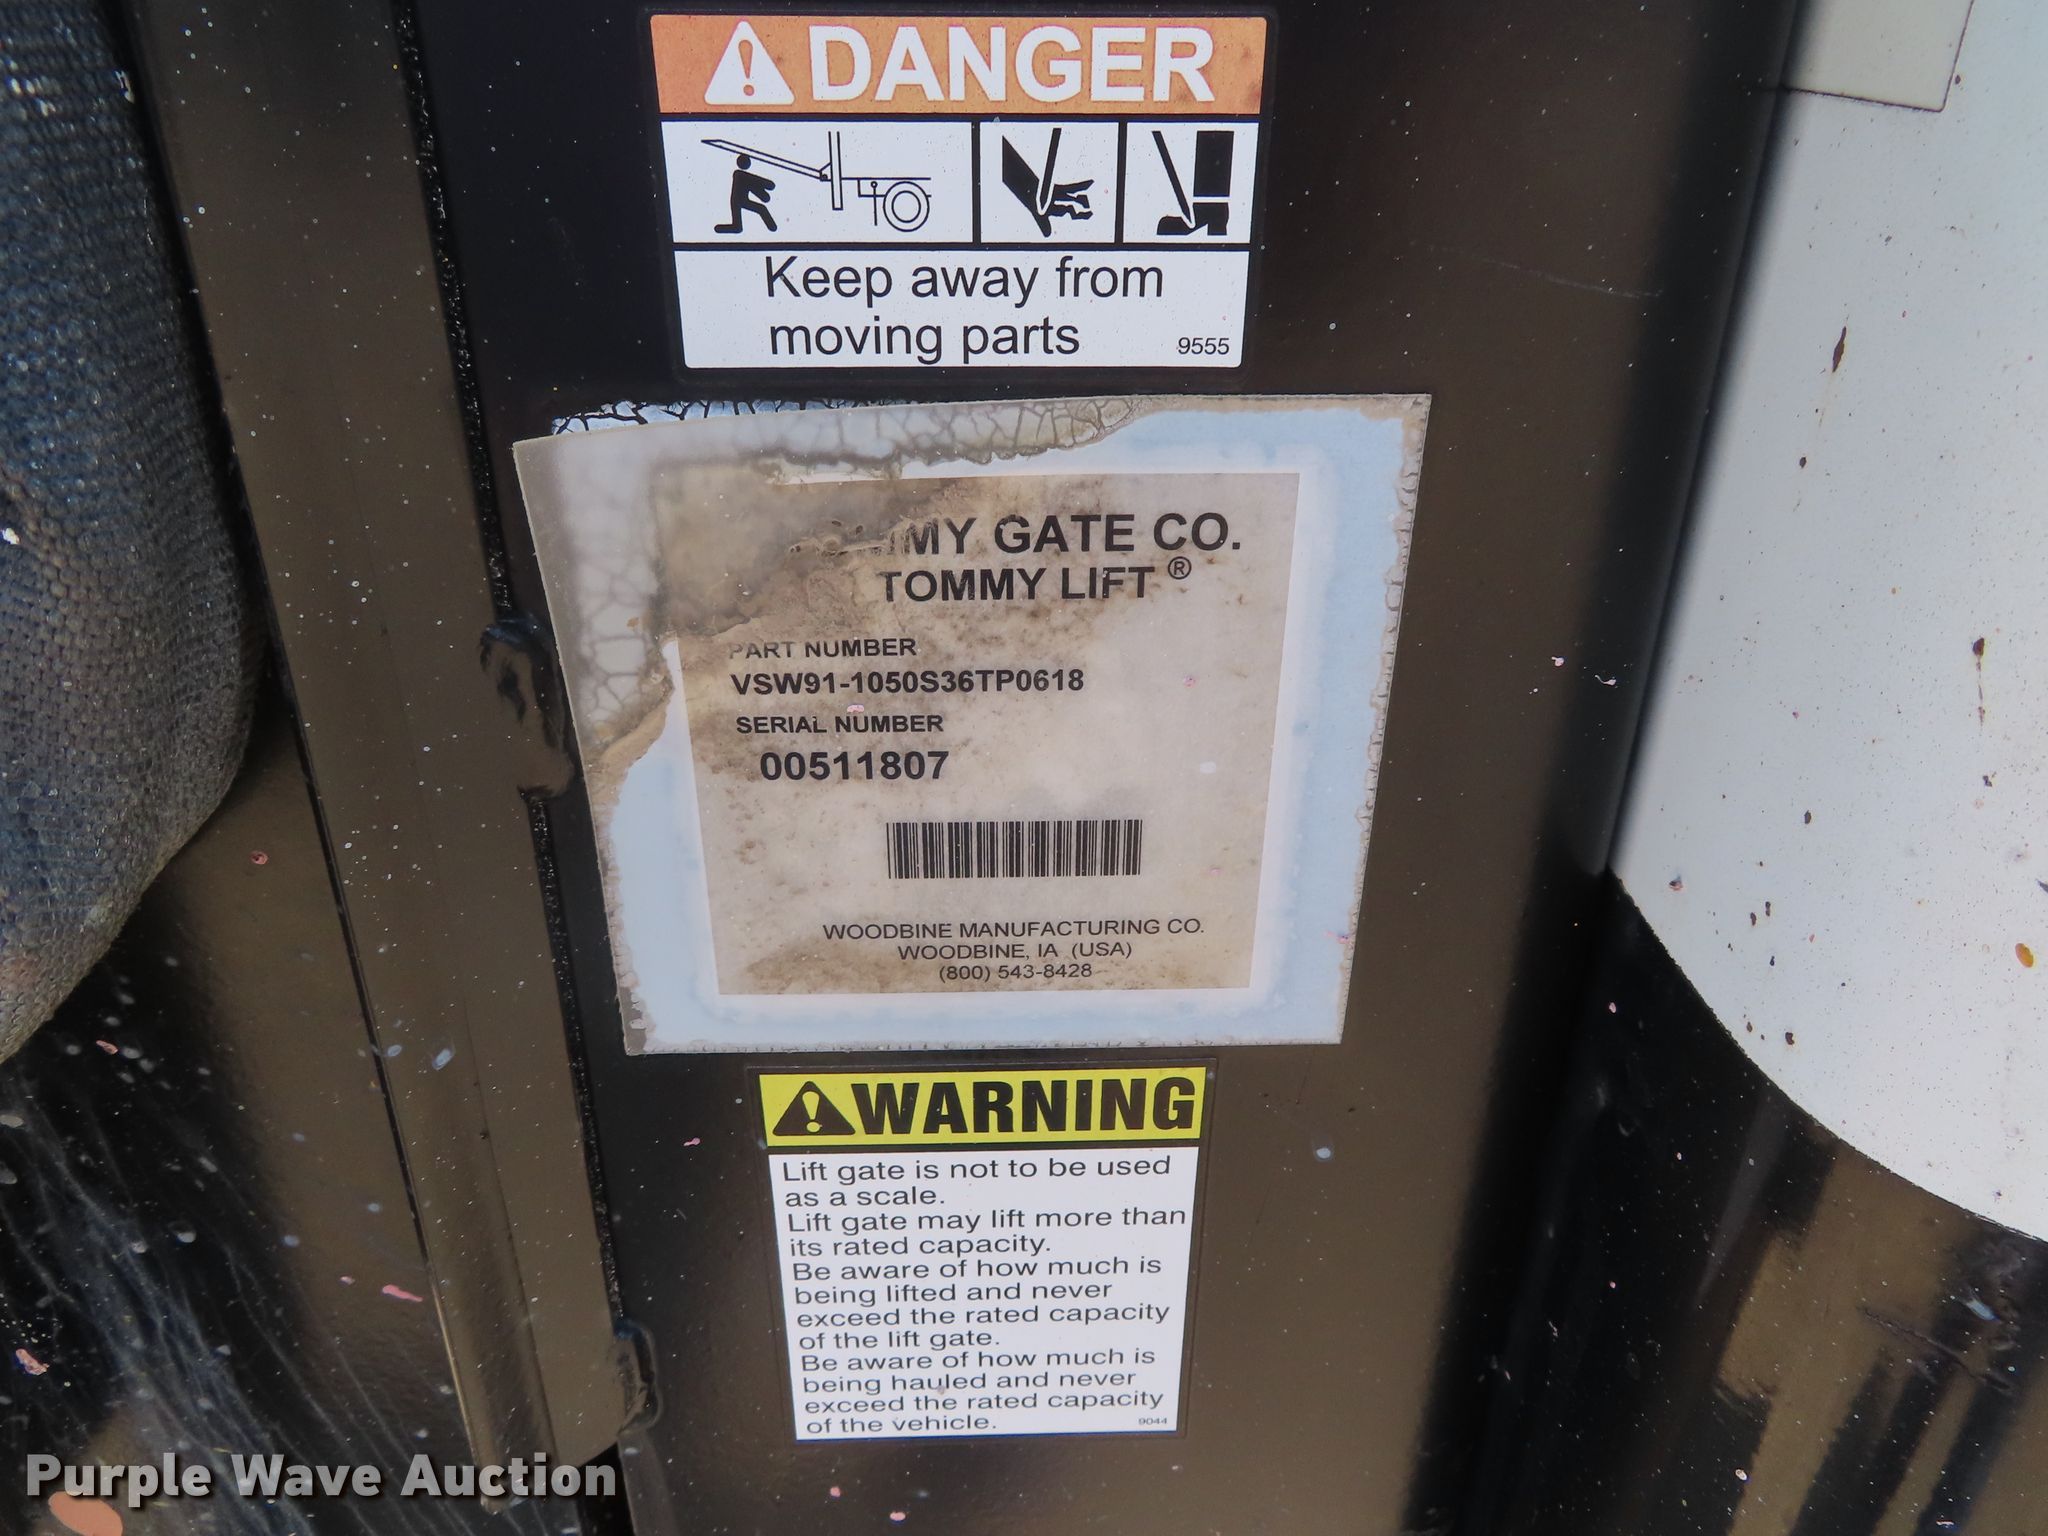 DANGER
Keep away from
moving parts
9555
GATE CO.
TOMMY LIFT ®
PART NUMBER
VSW91-1050S36TP0618
SERIAL NUMBER
00511807
WOODBINE MANUFACTURING CO.
WOODBINE, IA (USA)
(800) 543-8428
WARNING
Lift gate is not to be used
as a scale.
Lift gate may lift more than
its rated capacity.
Be aware of how much is
being lifted and never
exceed the rated capacity
of the lift gate.
Be aware of how much is
being hauled and never
exceed the rated capacity
of the vehicle.
9044
Purple Wave Auction